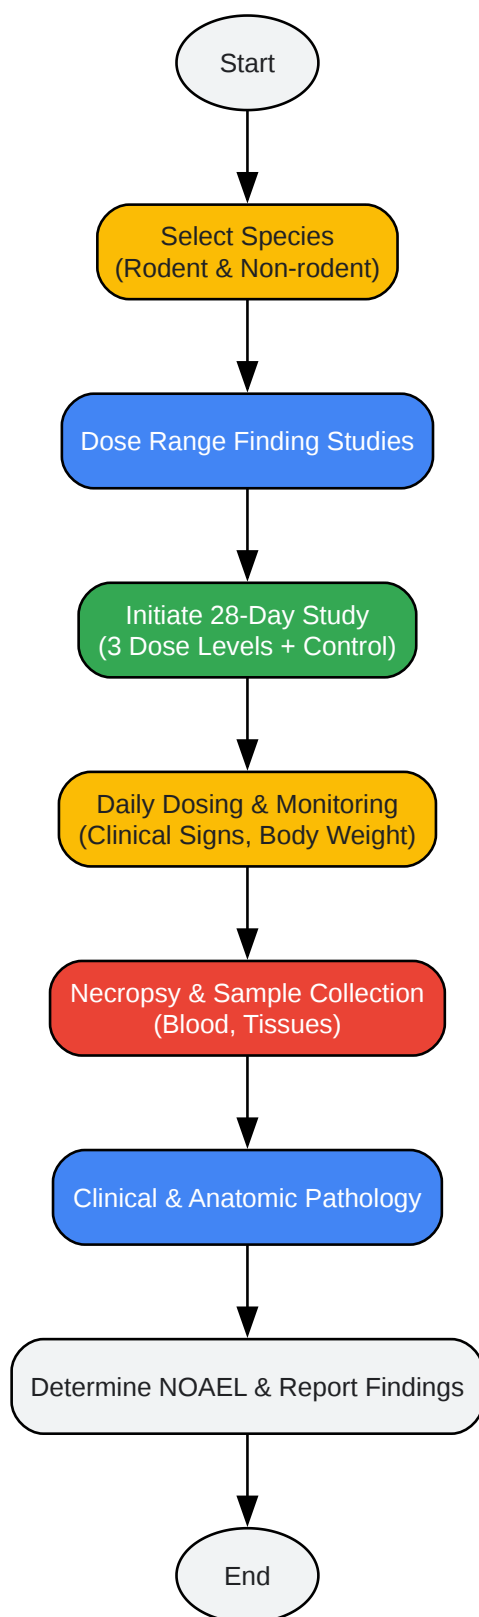 Start
Select Species
(Rodent & Non-rodent)
Dose Range Finding Studies
Initiate 28-Day Study
(3 Dose Levels + Control)
Daily Dosing & Monitoring
(Clinical Signs, Body Weight)
Necropsy & Sample Collection
(Blood, Tissues)
Clinical & Anatomic Pathology
Determine NOAEL & Report Findings
End